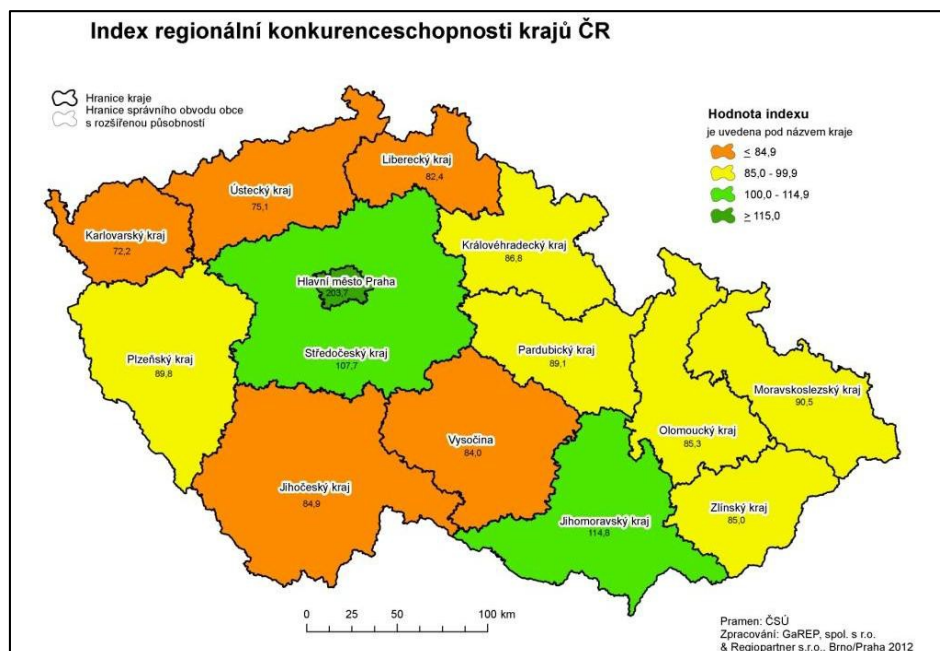 Index regionální konkurenceschopnosti krajů ČR
Hranice kraje
Hranice správního obvodu obce
s rozšířenou působností
Hodnota indexu
je uvedena pod názvem kraje
≤ 84,9
85,0 - 99,9
100,0 - 114,9
≥ 115,0
Liberecký kraj
82,4
Ústecký kraj
75,1
Karlovarský kraj
72,2
Královéhradecký kraj
86,8
Hlavní město Praha
203,7
Středočeský kraj
107,7
Plzeňský kraj
89,8
Pardubický kraj
89,1
Moravskoslezský kraj
90,5
Olomoucký kraj
85,3
Vysočina
84,0
Jihočeský kraj
84,9
Zlínský kraj
85,0
Jihomoravský kraj
114,8
0 25 50 100 km
Pramen: ČSÚ
Zpracování: GaREP, spol. s r.o.
& Regiopartner s.r.o., Brno/Praha 2012